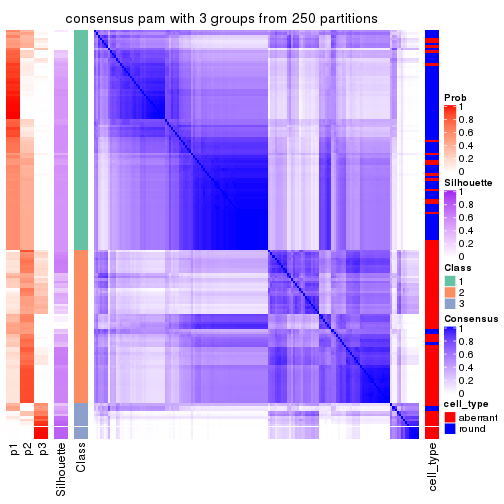 consensus pam with 3 groups from 250 partitions
Prob
1
0.8
0.6
0.4
0.2
0
Silhouette
1
0.8
0.6
0.4
0.2
0
Class
1
2
3
Consensus
1
0.8
0.6
0.4
0.2
0
cell_type
aberrant
round
p1
p2
p3
Silhouette
Class
cell_type